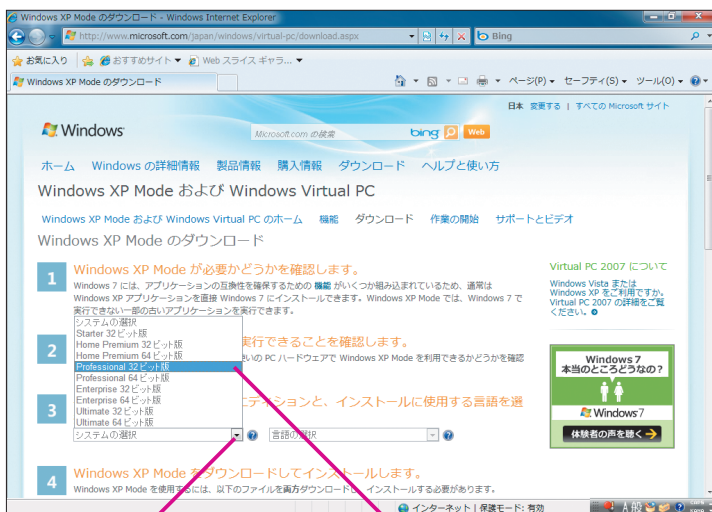 Windows XP Mode のダウンロード - Windows Internet Explorer
http://www.microsoft.com/japan/windows/virtual-pc/download.aspx
Bing
お気に入り
おすすめサイト ▼
Web スライス ギャラ... ▼
Windows XP Mode のダウンロード
ページ(P) ▼ セーフティ(S) ▼ ツール(O) ▼
日本 変更する | すべての Microsoft サイト
Windows
Microsoft.com の検索
bing
Web
ホーム Windows の詳細情報 製品情報 購入情報 ダウンロード ヘルプと使い方
Windows XP Mode および Windows Virtual PC
Windows XP Mode および Windows Virtual PC のホーム 機能 ダウンロード 作業の開始 サポートとビデオ
Windows XP Mode のダウンロード
1 Windows XP Mode が必要かどうかを確認します。
Windows 7 には、アプリケーションの互換性を確保するための 機能 がいくつか組み込まれているため、通常は
Windows XP アプリケーションを直接 Windows 7 にインストールできます。Windows XP Mode では、Windows 7 で
実行できない一部の古いアプリケーションを実行できます。
システムの選択
Starter 32ビット版
Home Premium 32ビット版
Home Premium 64ビット版
Professional 32ビット版
Professional 64ビット版
Enterprise 32ビット版
Enterprise 64ビット版
Ultimate 32ビット版
Ultimate 64ビット版
2 実行できることを確認します。
いの PC ハードウェアで Windows XP Mode を利用できるかどうかを確認
3 ディションと、インストールに使用する言語を選
システムの選択
言語の選択
4 Windows XP Mode をダウンロードしてインストールします。
Windows XP Mode を使用するには、以下のファイルを両方ダウンロードし、インストールする必要があります。
Virtual PC 2007 について
Windows Vista または
Windows XP をご利用ですか。
Virtual PC 2007 の詳細をご覧
ください。
Windows 7
本当のところどうなの?
Windows 7
体験者の声を聴く
インターネット | 保護モード: 有効
A 般